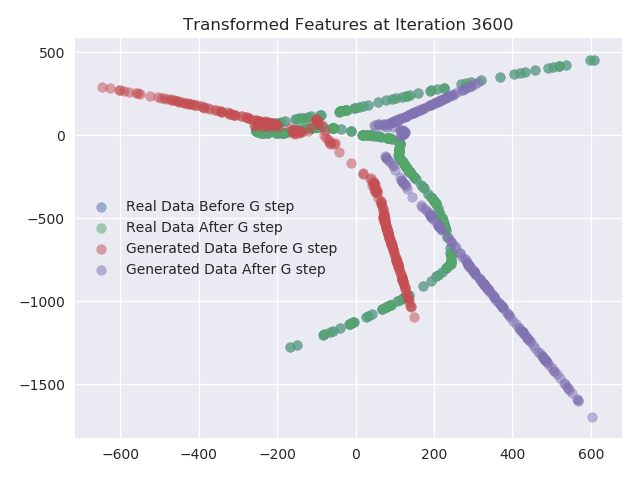 Transformed Features at Iteration 3600
500
0
−500
−1000
−1500
Real Data Before G step
Real Data After G step
Generated Data Before G step
Generated Data After G step
−600 −400 −200 0 200 400 600